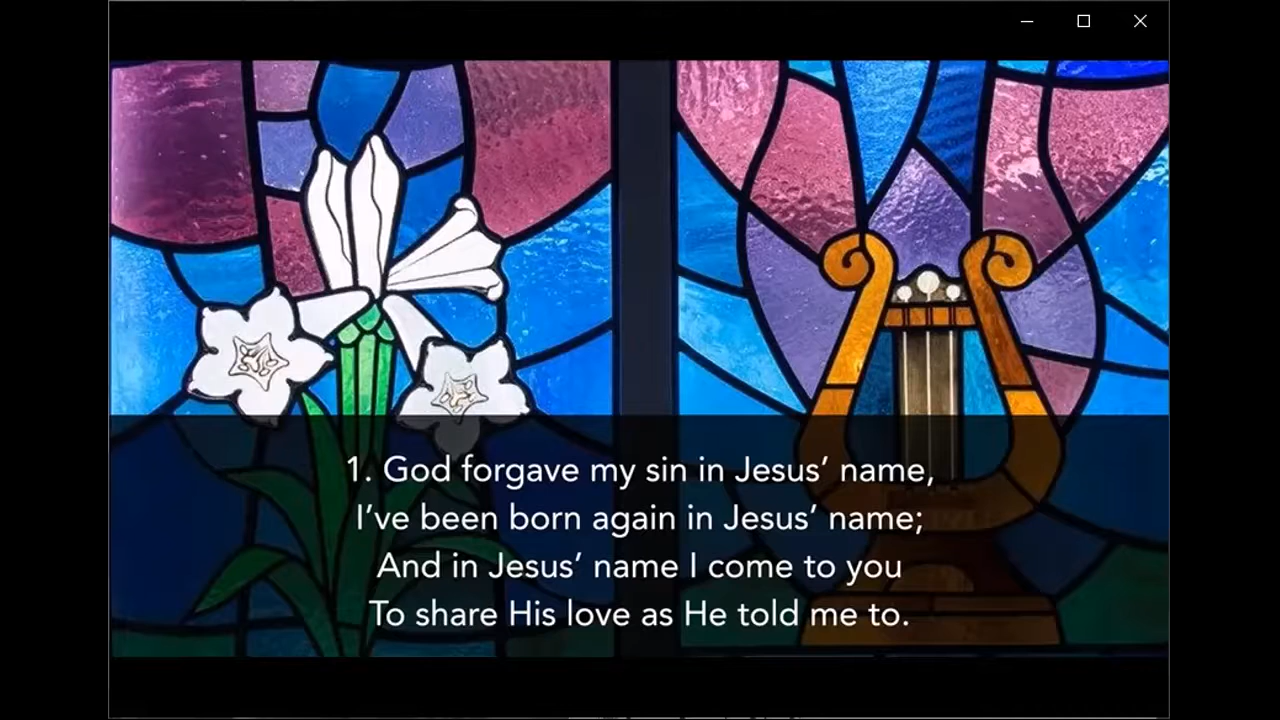 1. God forgave my sin in Jesus’ name,
I’ve been born again in Jesus’ name;
And in Jesus’ name I come to you
To share His love as He told me to.